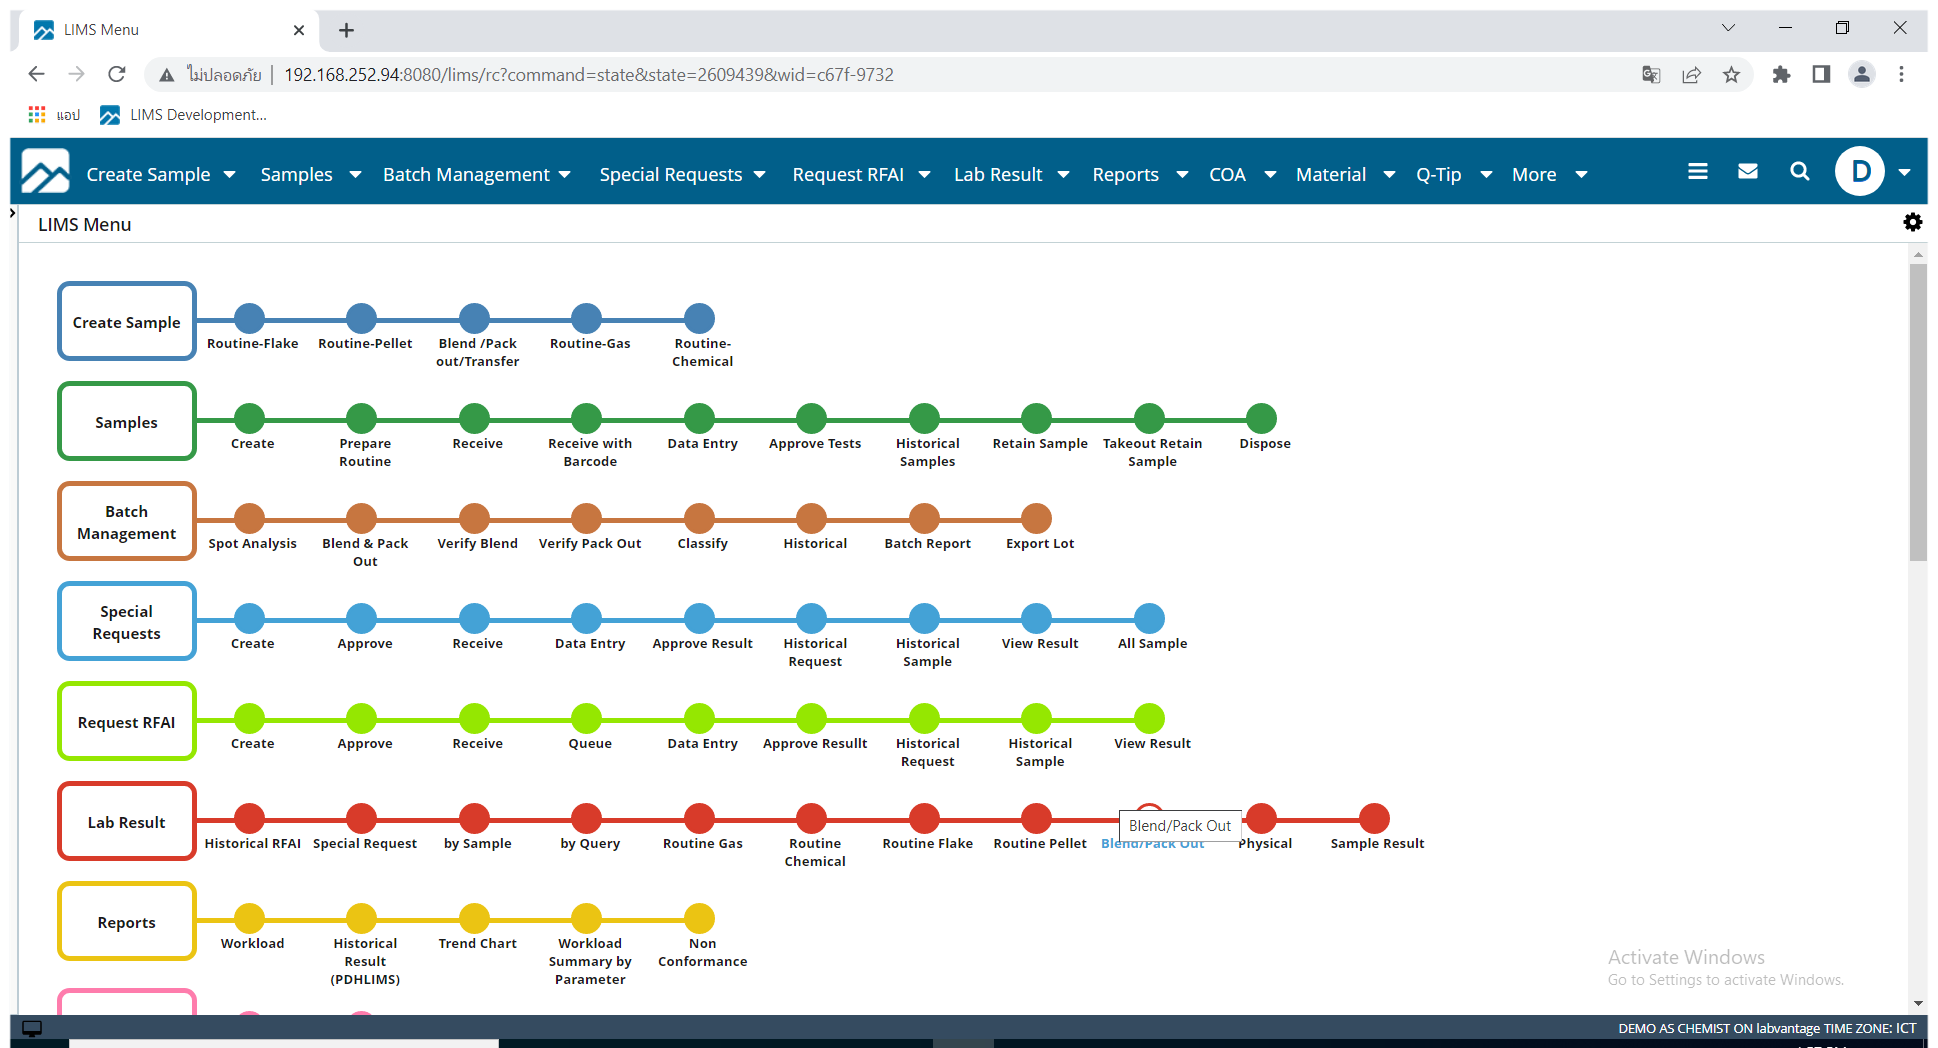 LIMS Menu
ไม่ปลอดภัย 192.168.252.94:8080/lims/rc?command=state&state=2609439&wid=c67f-9732
แอป LIMS Development...
Create Sample Samples Batch Management Special Requests Request RFAI Lab Result Reports COA Material Q-Tip More D
LIMS Menu
Create Sample
Routine-Flake Routine-Pellet Blend /Pack Routine-Gas Routine-
out/Transfer Chemical
Samples
Create Prepare Receive Receive with Data Entry Approve Tests Historical Retain Sample Takeout Retain Dispose
Routine Barcode Samples Sample
Batch
Management
Spot Analysis Blend & Pack Verify Blend Verify Pack Out Classify Historical Batch Report Export Lot
Out
Special
Requests
Create Approve Receive Data Entry Approve Result Historical Historical View Result All Sample
Request Sample
Request RFAI
Create Approve Receive Queue Data Entry Approve Resullt Historical Historical View Result
Request Sample
Lab Result
Blend/Pack Out
Historical RFAI Special Request by Sample by Query Routine Gas Routine Routine Flake Routine Pellet Blend/Pack Out Physical Sample Result
Chemical
Reports
Workload Historical Trend Chart Workload Non
Result Summary by Conformance
(PDHLIMS) Parameter
Activate Windows
Go to Settings to activate Windows.
DEMO AS CHEMIST ON labvantage TIME ZONE: ICT